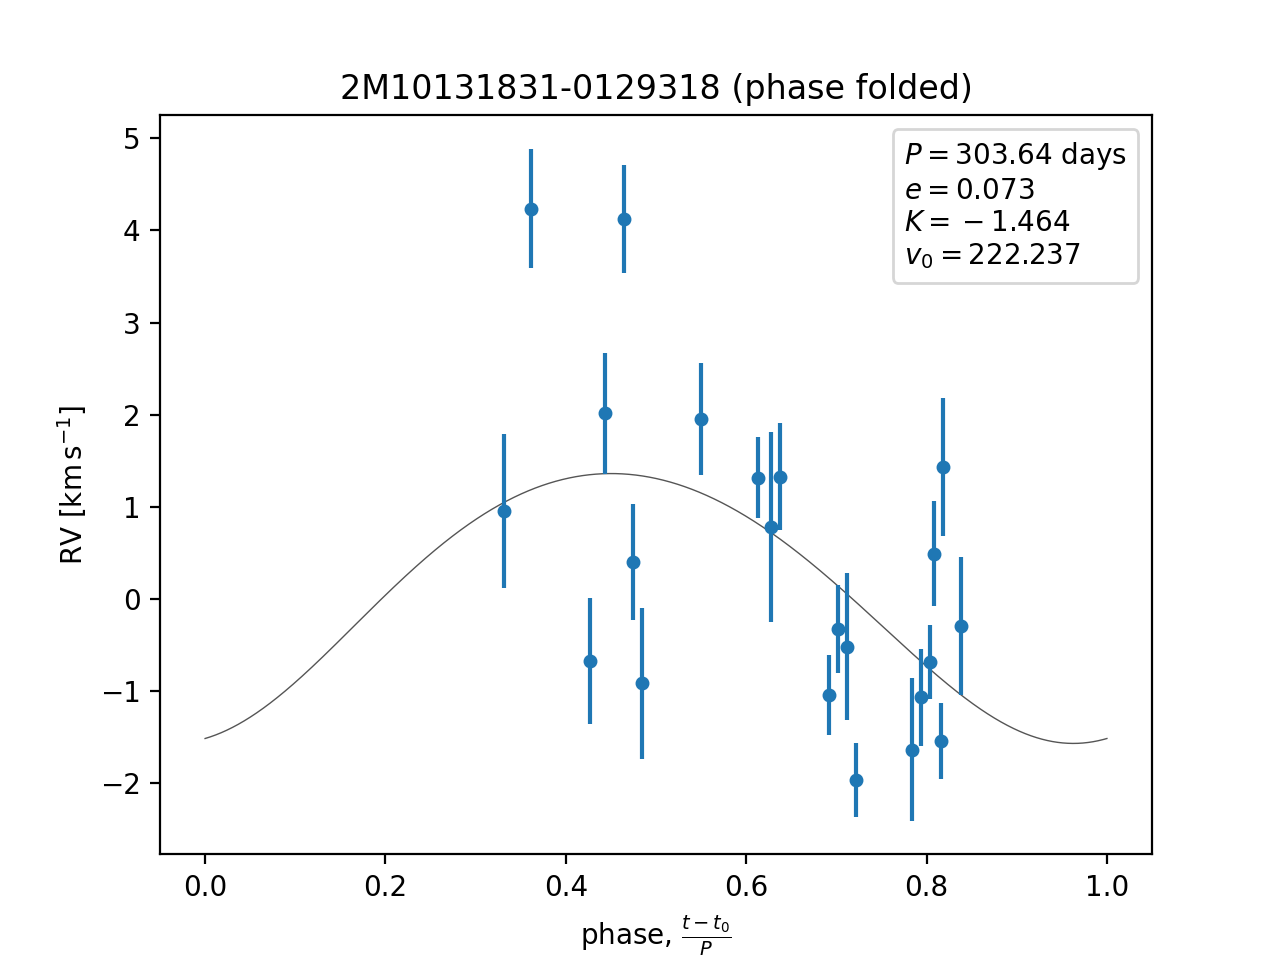 2M10131831-0129318 (phase folded)
P = 303.64 days
e = 0.073
K = −1.464
v₀ = 222.237
5
4
3
2
1
0
−1
−2
RV [km s⁻¹]
0.0 0.2 0.4 0.6 0.8 1.0
phase, (t − t₀)/P